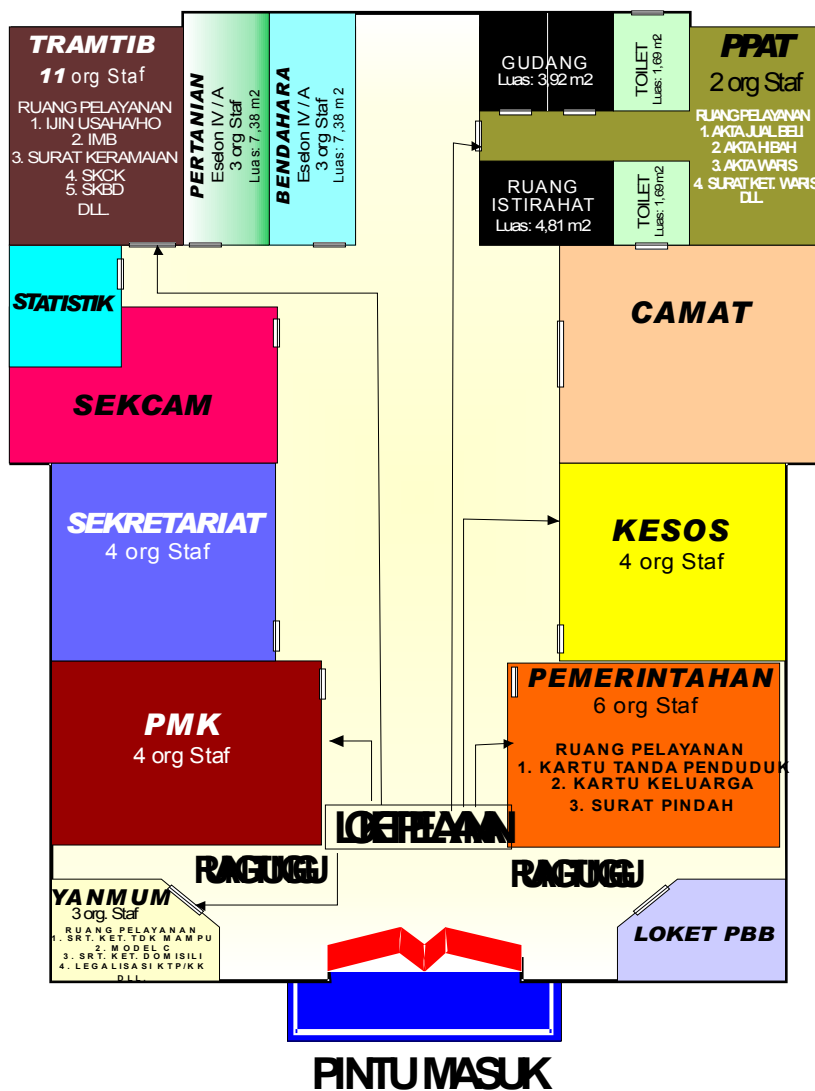 TRAMTIB
11 org Staf
RUANG PELAYANAN
1. IJIN USAHA/HO
2. IMB
3. SURAT KERAMAIAN
4. SKCK
5. SKBD
DLL.
PERTANIAN
Eselon IV / A
3 org Staf
Luas: 7,38 m2
BENDAHARA
Eselon IV / A
3 org Staf
Luas: 7,38 m2
GUDANG
Luas: 3,92 m2
TOILET
Luas: 1,69 m2
PPAT
2 org Staf
RUANG PELAYANAN
1. AKTA JUAL BELI
2. AKTA HIBAH
3. AKTA WARIS
4. SURAT KET. WARIS
DLL.
RUANG
ISTIRAHAT
Luas: 4,81 m2
TOILET
Luas: 1,69 m2
STATISTIK
SEKCAM
CAMAT
SEKRETARIAT
4 org Staf
KESOS
4 org Staf
PMK
4 org Staf
PEMERINTAHAN
6 org Staf
RUANG PELAYANAN
1. KARTU TANDA PENDUDUK
2. KARTU KELUARGA
3. SURAT PINDAH
LOKET PELAYANAN
RUANG TUNGGU
RUANG TUNGGU
YANMUM
3 org. Staf
RUANG PELAYANAN
1. SRT. KET. TDK MAMPU
2. MODEL C
3. SRT. KET. DOMISILI
4. LEGALISASI KTP/KK
DLL.
LOKET PBB
PINTU MASUK